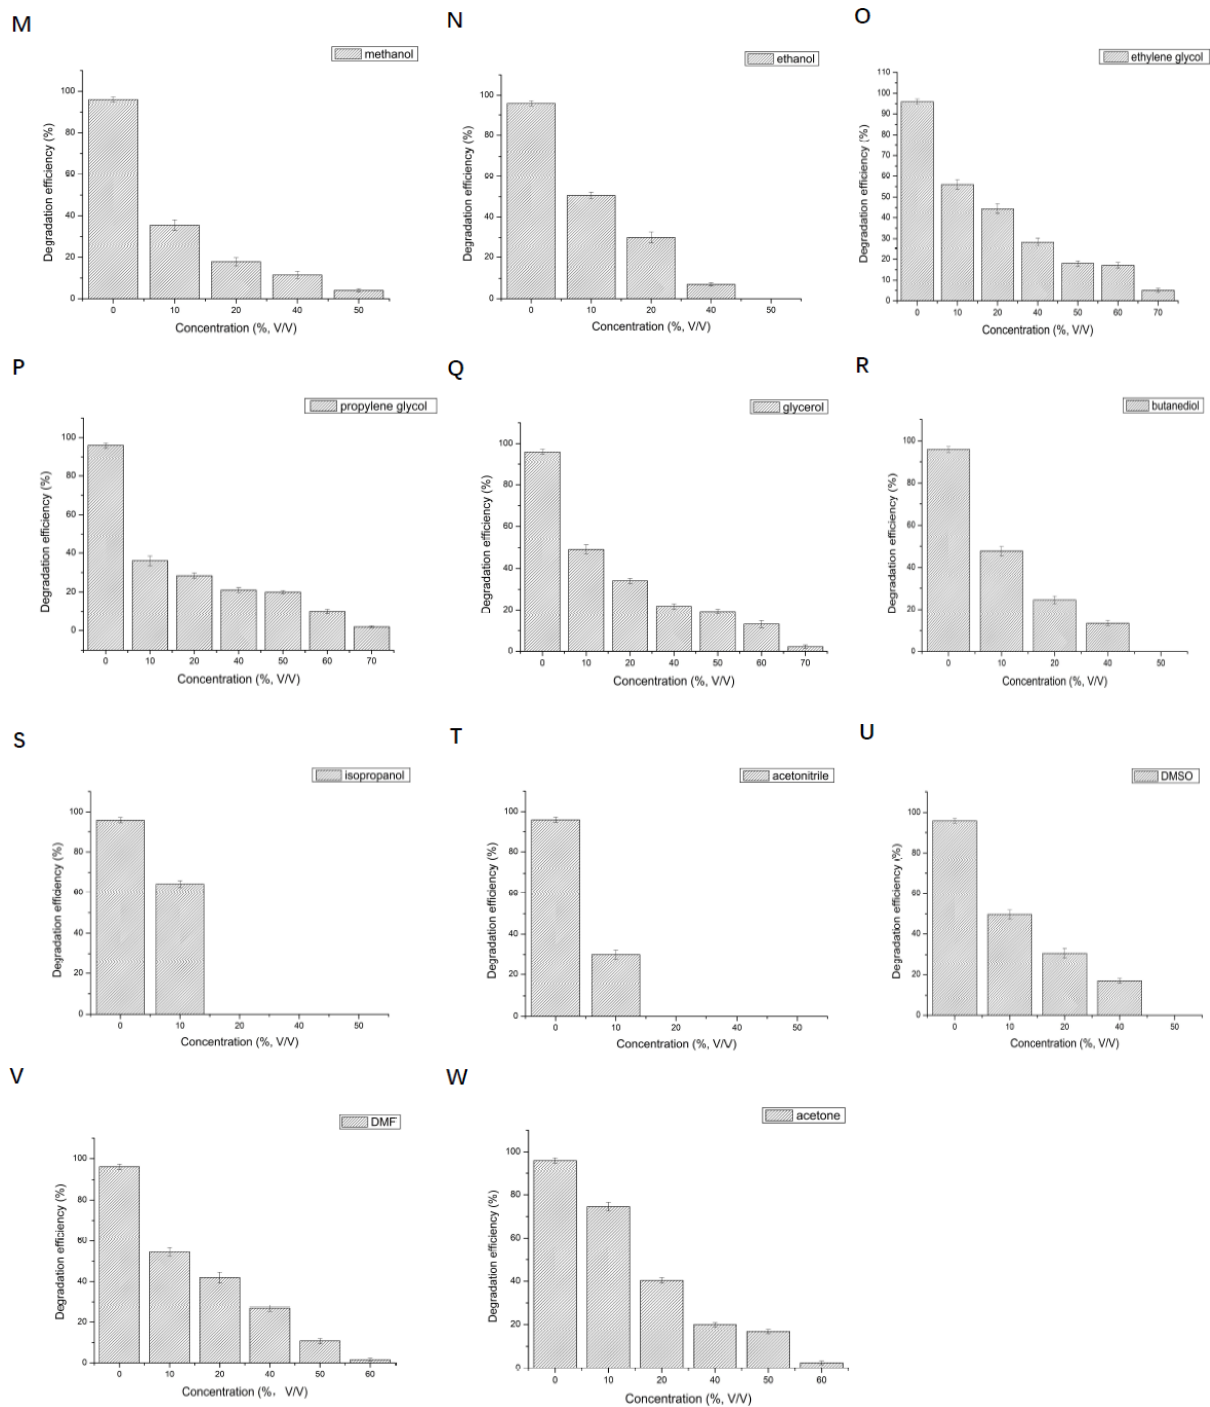 M
methanol
Degradation efficiency (%)
100
80
60
40
20
0
0 10 20 40 50
Concentration (%, V/V)
N
ethanol
Degradation efficiency (%)
100
80
60
40
20
0
0 10 20 40 50
Concentration (%, V/V)
O
ethylene glycol
Degradation efficiency (%)
110
100
90
80
70
60
50
40
30
20
10
0
0 10 20 40 50 60 70
Concentration (%, V/V)
P
propylene glycol
Degradation efficiency (%)
100
80
60
40
20
0
0 10 20 40 50 60 70
Concentration (%, V/V)
Q
glycerol
Degradation efficiency (%)
100
80
60
40
20
0
0 10 20 40 50 60 70
Concentration (%, V/V)
R
butanediol
Degradation efficiency (%)
100
80
60
40
20
0
0 10 20 40 50
Concentration (%, V/V)
S
isopropanol
Degradation efficiency (%)
100
80
60
40
20
0
0 10 20 40 50
Concentration (%, V/V)
T
acetonitrile
Degradation efficiency (%)
100
80
60
40
20
0
0 10 20 40 50
Concentration (%, V/V)
U
DMSO
Degradation efficiency (%)
100
80
60
40
20
0
0 10 20 40 50
Concentration (%, V/V)
V
DMF
Degradation efficiency (%)
100
80
60
40
20
0
0 10 20 40 50 60
Concentration (%, V/V)
W
acetone
Degradation efficiency (%)
100
80
60
40
20
0
0 10 20 40 50 60
Concentration (%, V/V)